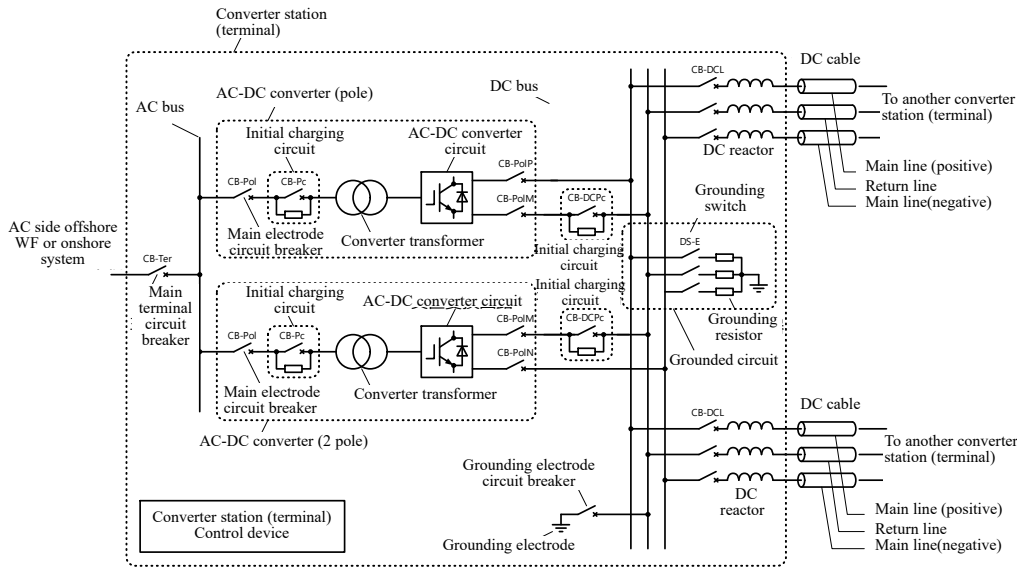 Converter station
(terminal)
DC cable
CB-DCL
AC-DC converter (pole)
DC bus
AC bus
To another converter
station (terminal)
Initial charging
circuit
AC-DC converter
circuit
DC reactor
CB-PolP
Main line (positive)
CB-Pol
CB-Pc
CB-PolM
CB-DCPc
Grounding
switch
Return line
Main line(negative)
AC side offshore
WF or onshore
system
Main electrode
circuit breaker
Converter transformer
Initial charging
circuit
DS-E
CB-Ter
Main
terminal
circuit
breaker
Initial charging
circuit
AC-DC converter circuit
Initial charging
circuit
CB-PolM
CB-DCPc
Grounding
resistor
CB-Pol
CB-Pc
CB-PolN
Grounded circuit
Main electrode
circuit breaker
Converter transformer
DC cable
CB-DCL
AC-DC converter (2 pole)
To another converter
station (terminal)
Grounding electrode
circuit breaker
DC
reactor
Converter station (terminal)
Control device
Main line (positive)
Return line
Main line(negative)
Grounding electrode